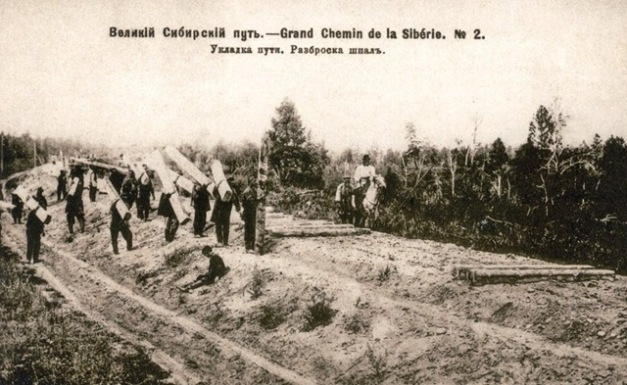 Великій Сибирскій путь.—Grand Chemin de la Sibérie. № 2.
Укладка пути. Разброска шпалъ.